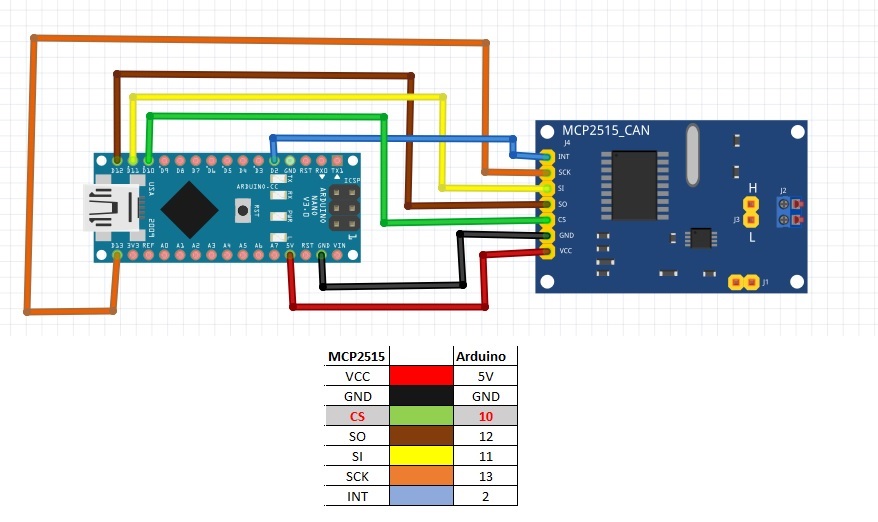 MCP2515_CAN
J4
INT
SCK
SI
SO
CS
GND
VCC
H
J3
L
J2
J1
D12 D11 D10 D9 D8 D7 D6 D5 D4 D3 D2 GND RST RX0 TX1
USA
2009
ARDUINO.CC
RST
TX
RX
PWR
L
ARDUINO
NANO
V3.0
ICSP
1
D13 3V3 REF A0 A1 A2 A3 A4 A5 A6 A7 5V RST GND VIN
MCP2515 Arduino
VCC 5V
GND GND
CS 10
SO 12
SI 11
SCK 13
INT 2